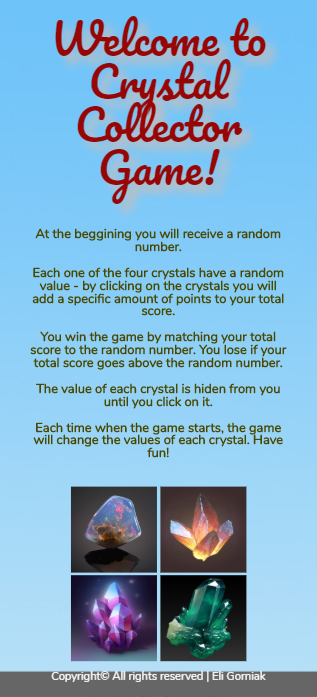 Welcome to
Crystal
Collector
Game!
At the beggining you will receive a random
number.
Each one of the four crystals have a random
value - by clicking on the crystals you will
add a specific amount of points to your total
score.
You win the game by matching your total
score to the random number. You lose if your
total score goes above the random number.
The value of each crystal is hiden from you
until you click on it.
Each time when the game starts, the game
will change the values of each crystal. Have
fun!
Copyright© All rights reserved | Eli Gorniak